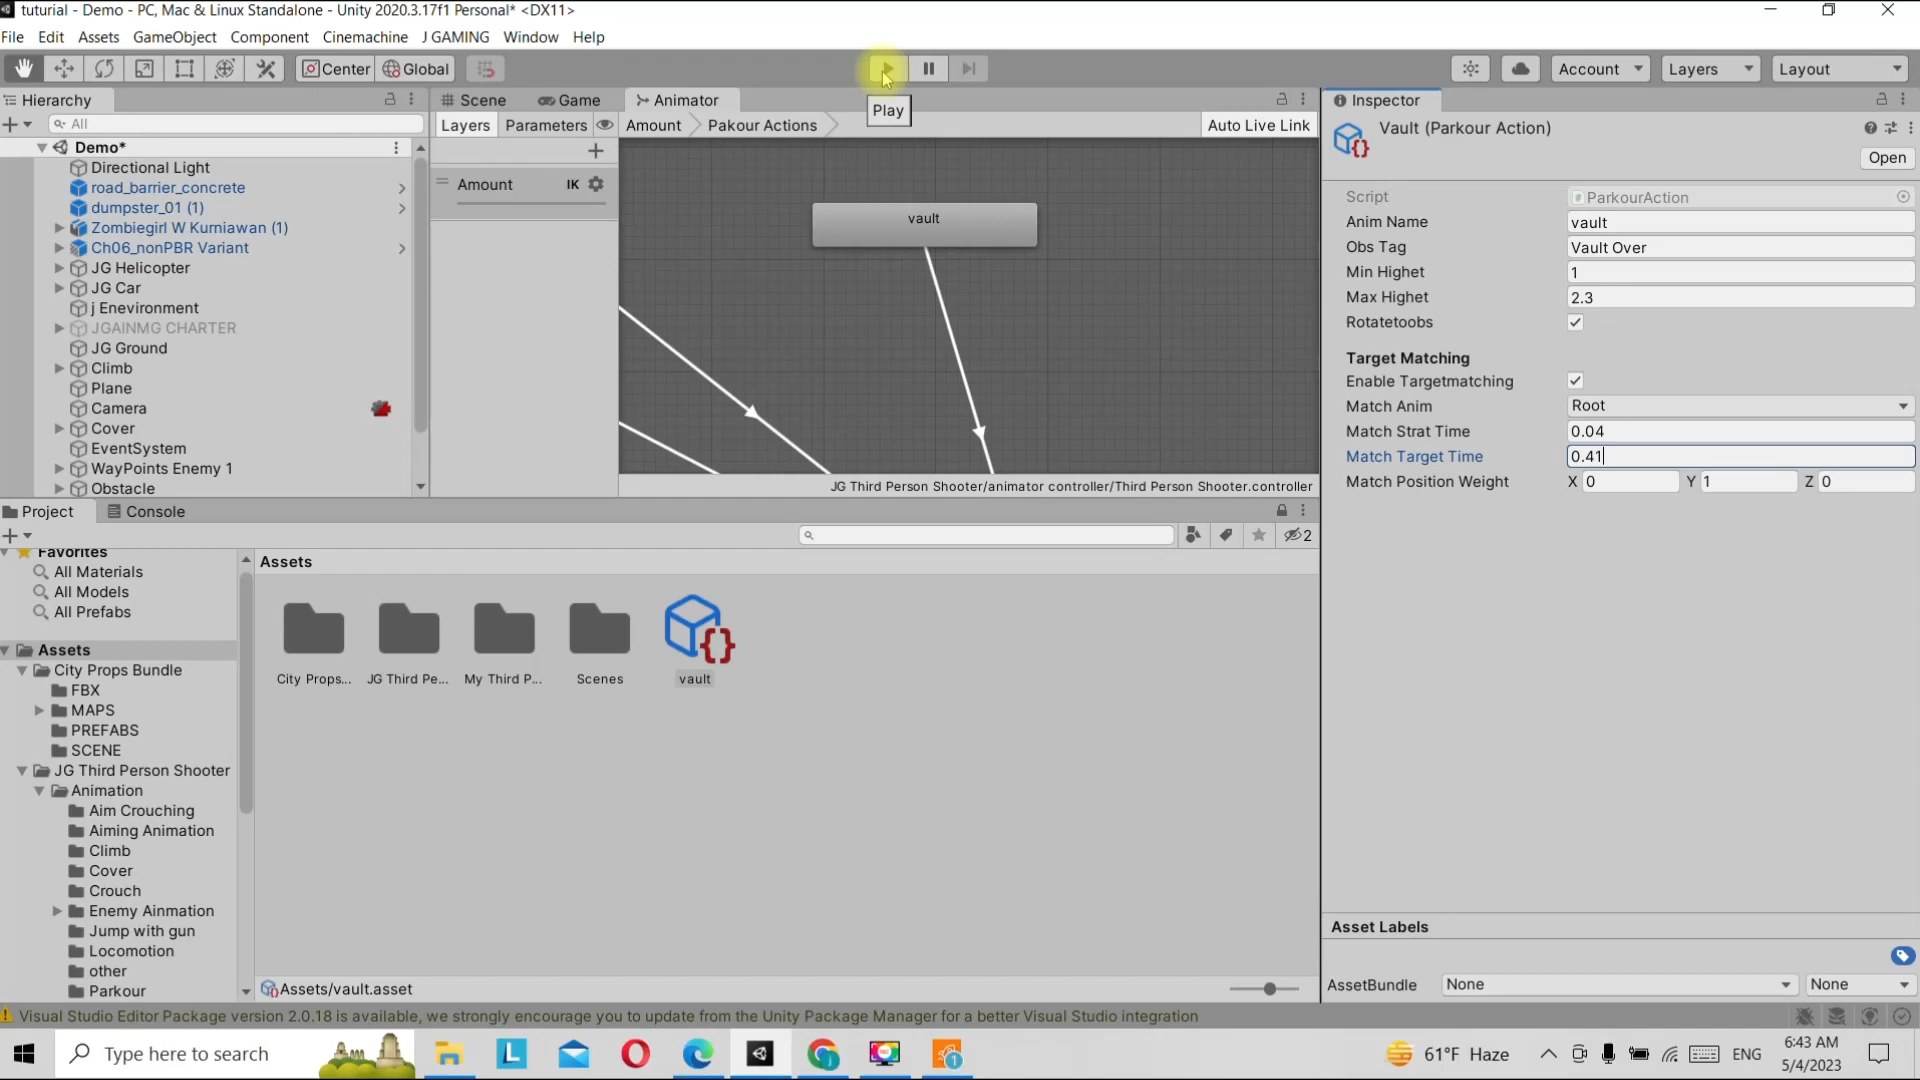 tuturial - Demo - PC, Mac & Linux Standalone - Unity 2020.3.17f1 Personal* <DX11>
File Edit Assets GameObject Component Cinemachine J GAMING Window Help
Center Global Account Layers Layout
Play
Hierarchy
All
Demo*
Directional Light
road_barrier_concrete
dumpster_01 (1)
Zombiegirl W Kurniawan (1)
Ch06_nonPBR Variant
JG Helicopter
JG Car
j Enevironment
JGAINMG CHARTER
JG Ground
Climb
Plane
Camera
Cover
EventSystem
WayPoints Enemy 1
Obstacle
Scene Game Animator
Layers Parameters Amount Pakour Actions Auto Live Link
Amount IK
vault
JG Third Person Shooter/animator controller/Third Person Shooter.controller
Inspector
Vault (Parkour Action)
Open
Script ParkourAction
Anim Name vault
Obs Tag Vault Over
Min Highet 1
Max Highet 2.3
Rotatetoobs
Target Matching
Enable Targetmatching
Match Anim Root
Match Strat Time 0.04
Match Target Time 0.41
Match Position Weight X 0 Y 1 Z 0
Asset Labels
AssetBundle None None
Project Console
2
Favorites
All Materials
All Models
All Prefabs
Assets
City Props Bundle
FBX
MAPS
PREFABS
SCENE
JG Third Person Shooter
Animation
Aim Crouching
Aiming Animation
Climb
Cover
Crouch
Enemy Ainmation
Jump with gun
Locomotion
other
Parkour
Assets
City Props... JG Third Pe... My Third P... Scenes vault
Assets/vault.asset
Visual Studio Editor Package version 2.0.18 is available, we strongly encourage you to update from the Unity Package Manager for a better Visual Studio integration
Type here to search
L
1
61°F Haze
ENG
6:43 AM
5/4/2023